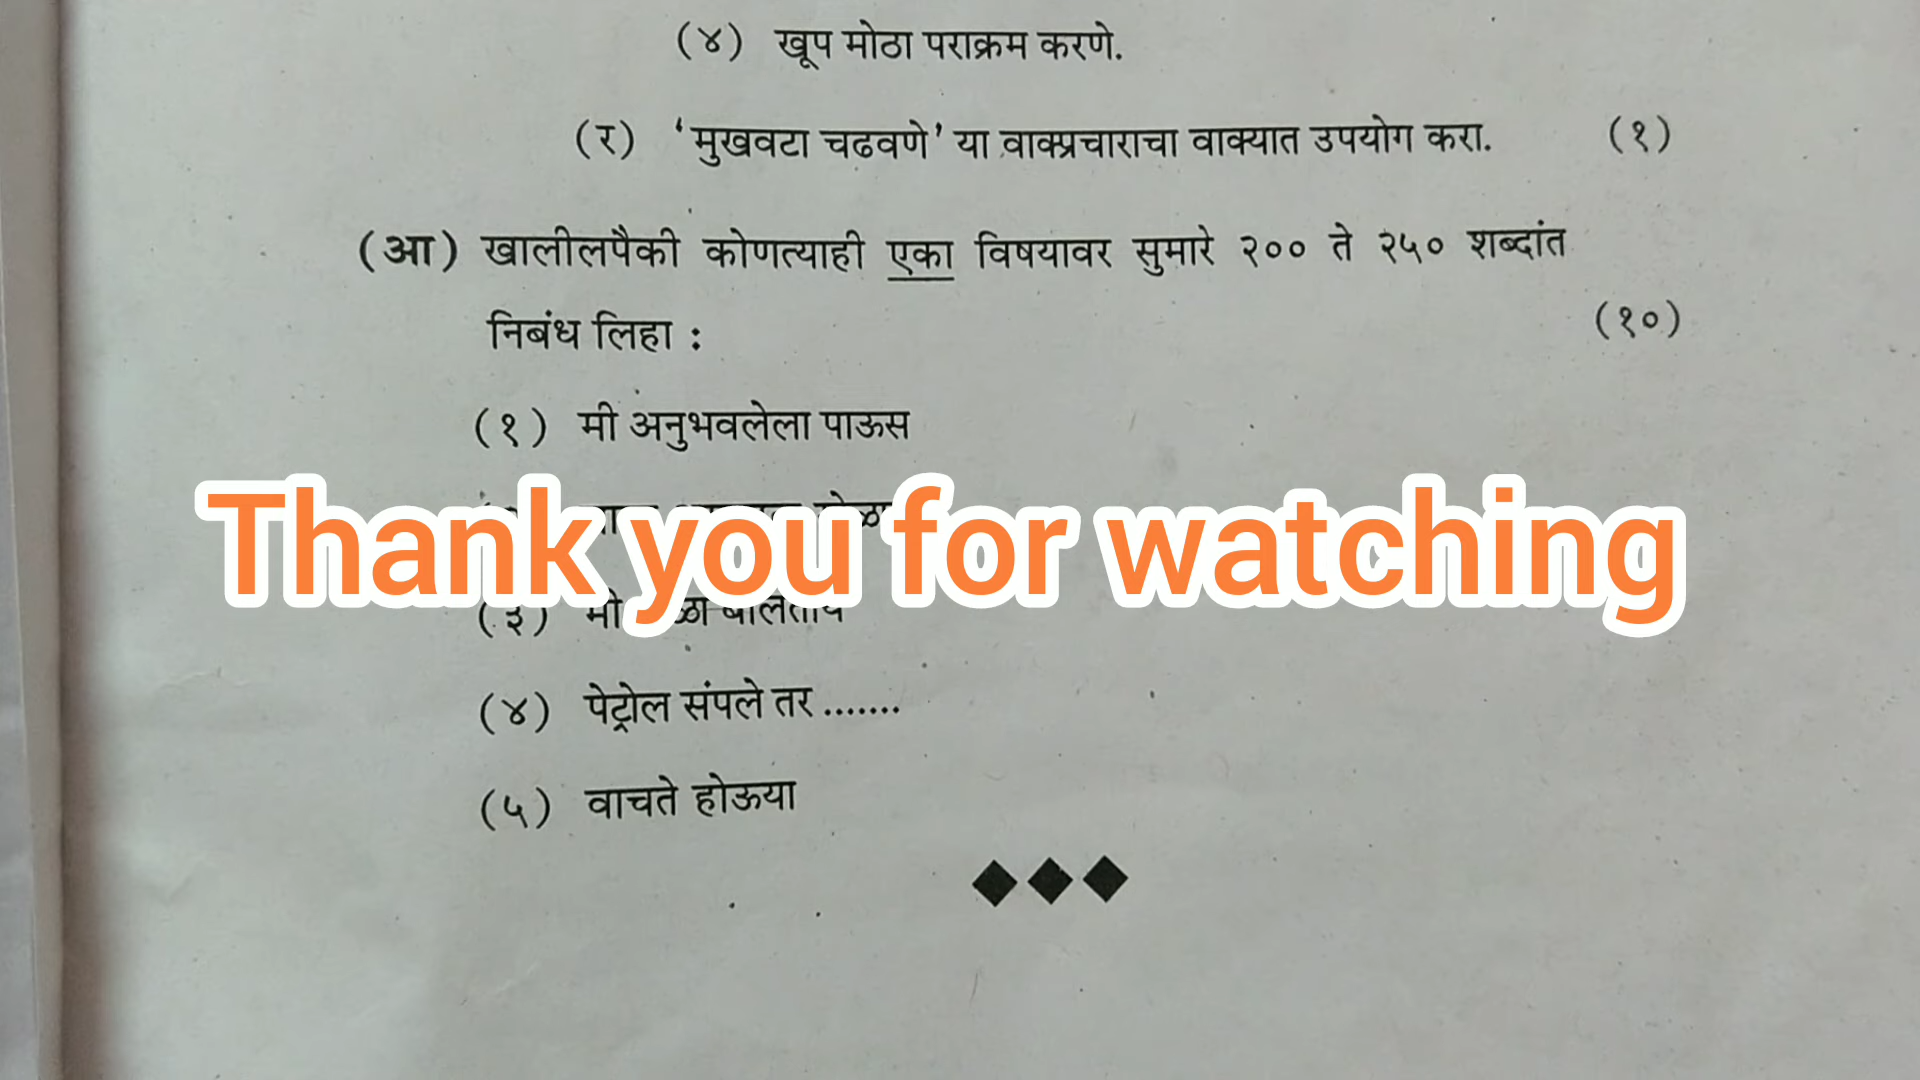 (४) खूप मोठा पराक्रम करणे.
(र) ‘मुखवटा चढवणे’ या वाक्प्रचाराचा वाक्यात उपयोग करा. (१)
(आ) खालीलपैकी कोणत्याही एका विषयावर सुमारे २०० ते २५० शब्दांत
निबंध लिहा : (१०)
(१) मी अनुभवलेला पाऊस
Thank you for watching
(३) मी
(४) पेट्रोल संपले तर .......
(५) वाचते होऊया